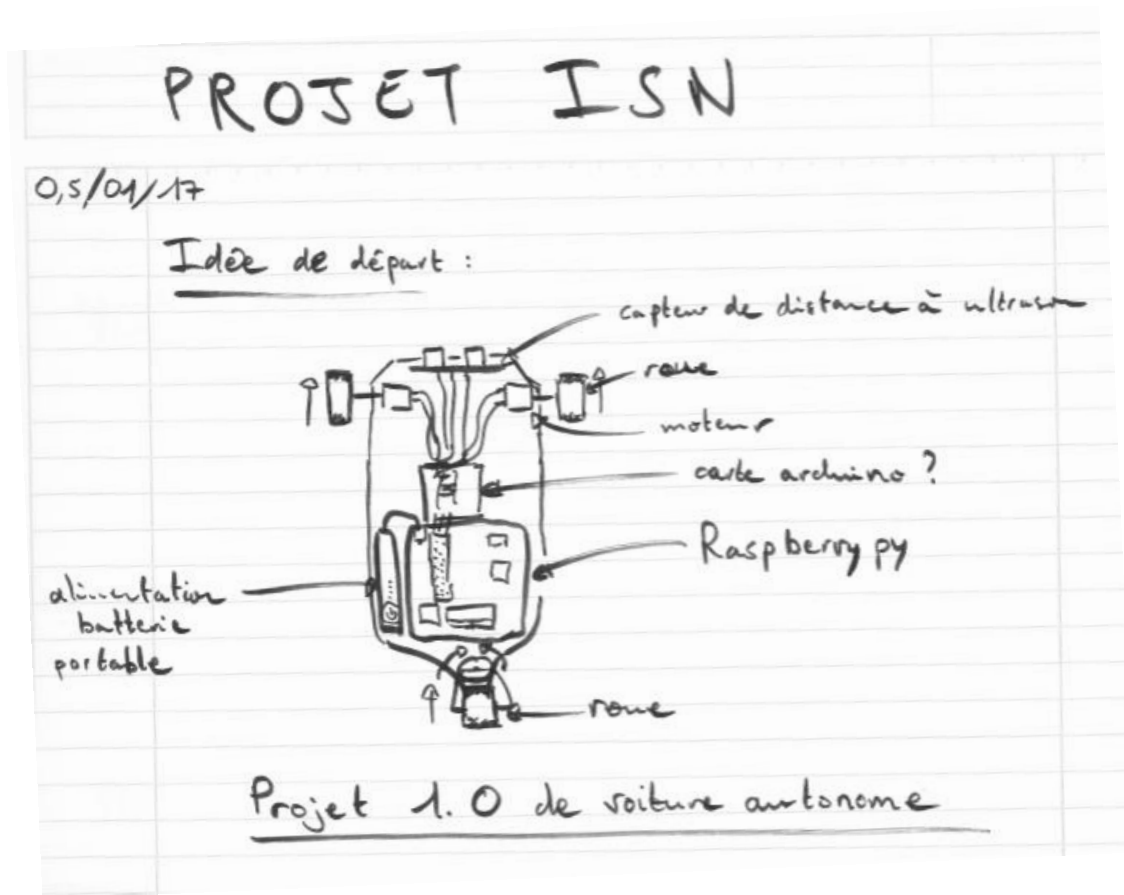 PROJET ISN
0,5/01/17
Idée de départ :
capteur de distance à ultrason
roue
moteur
carte arduino ?
Raspberry py
alimentation
batterie
portable
roue
Projet 1.0 de voiture autonome